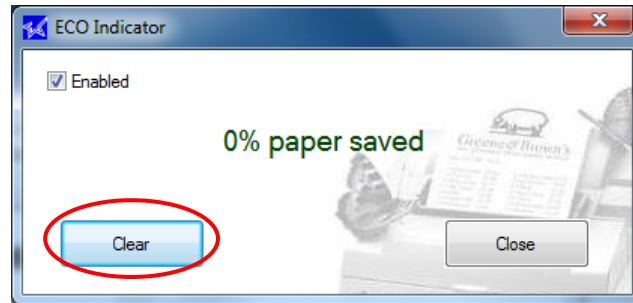 ECO Indicator
Enabled
0% paper saved
Greene & Brown's
Clear
Close